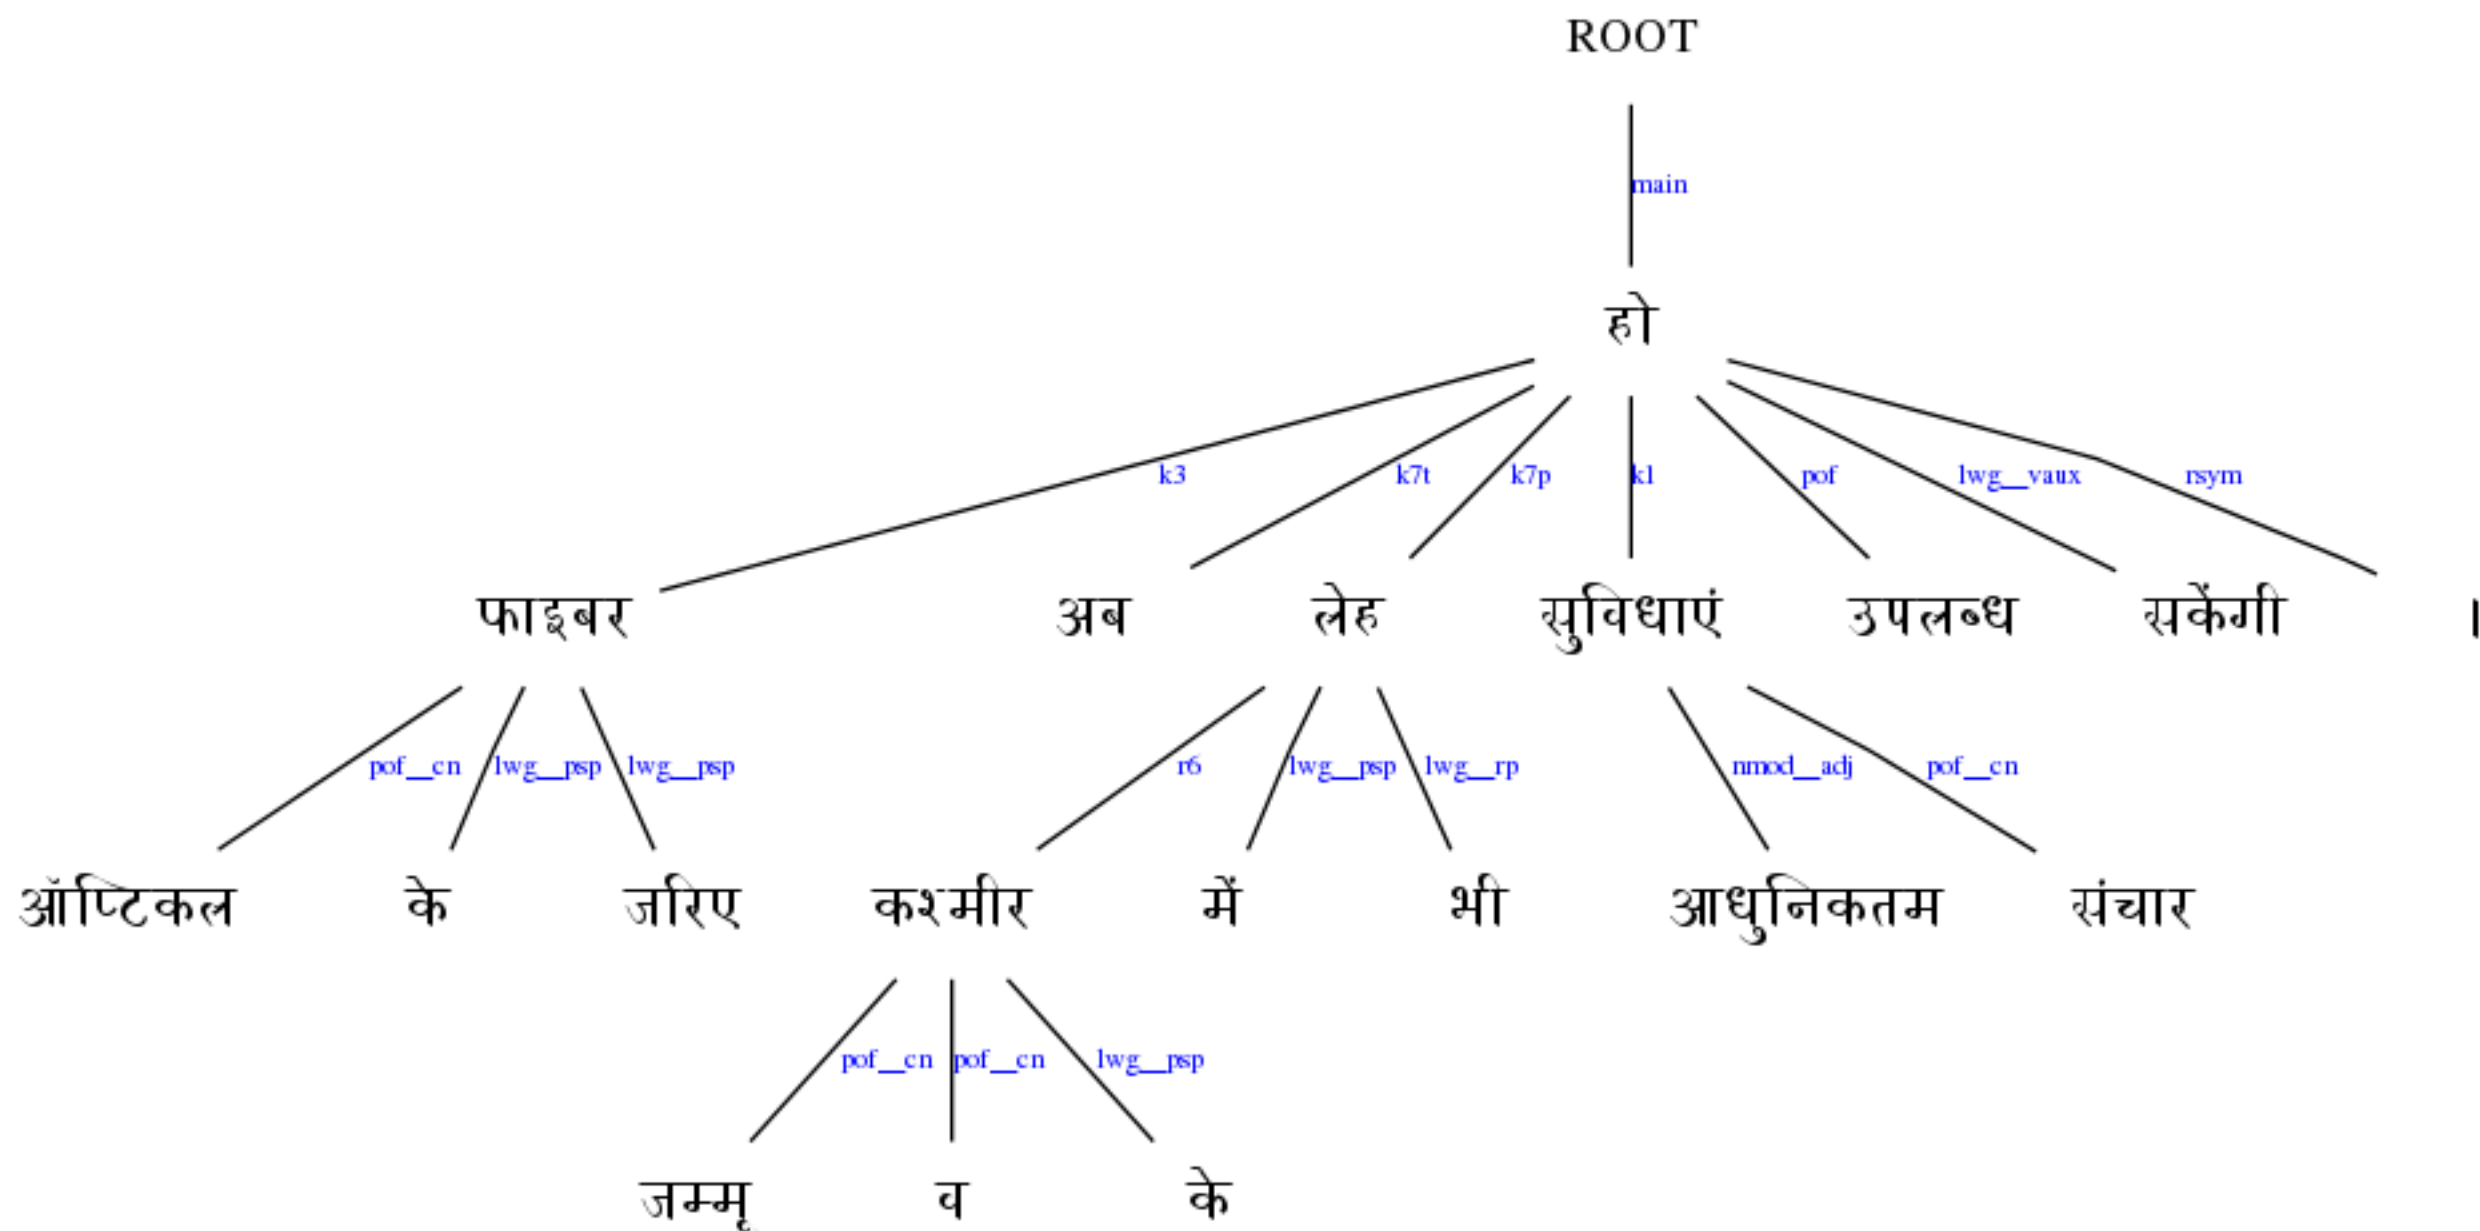 ROOT
main
हो
k3 k7t k7p k1 pof lwg__vaux rsym
फाइबर अब लेह सुविधाएं उपलब्ध सकेंगी ।
pof__cn lwg__psp lwg__psp r6 lwg__psp lwg__rp nmod__adj pof__cn
ऑप्टिकल के जरिए कश्मीर में भी आधुनिकतम संचार
pof__cn pof__cn lwg__psp
जम्मू व के